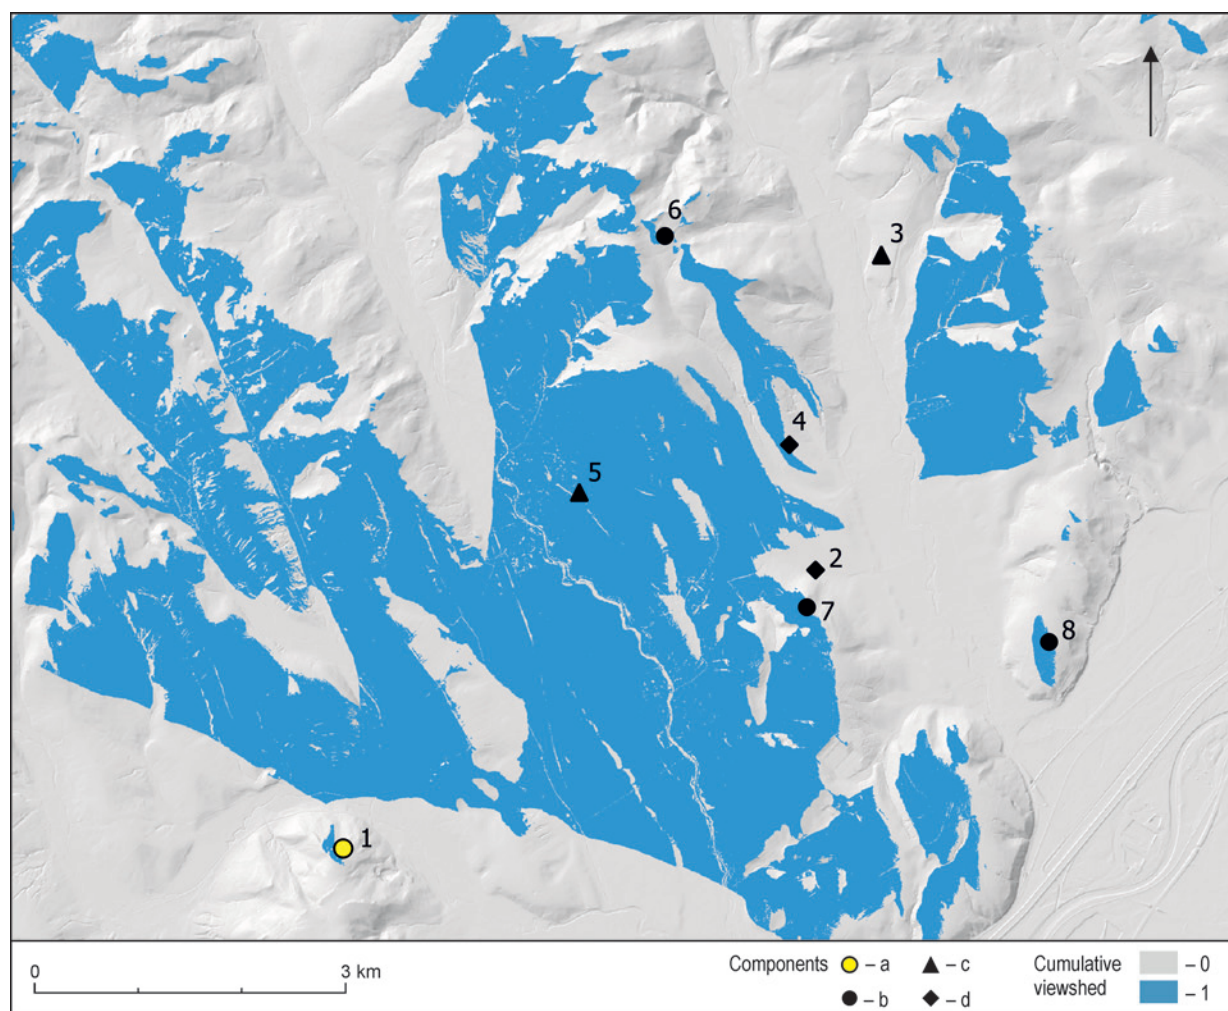 6
3
4
5
2
7
8
1
0 3 km
Components – a – c Cumulative – 0
– b – d viewshed – 1